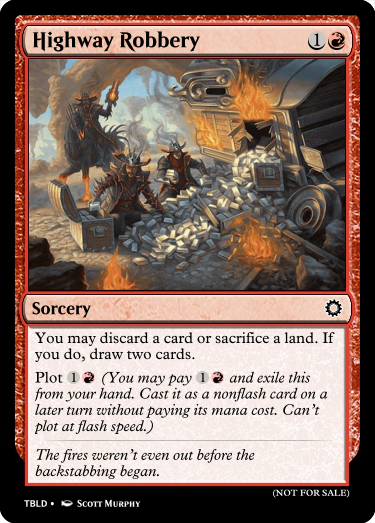 Highway Robbery 1
Sorcery
You may discard a card or sacrifice a land. If
you do, draw two cards.
Plot 1 (You may pay 1 and exile this
from your hand. Cast it as a nonflash card on a
later turn without paying its mana cost. Can't
plot at flash speed.)
The fires weren't even out before the
backstabbing began.
(NOT FOR SALE)
TBLD • Scott Murphy